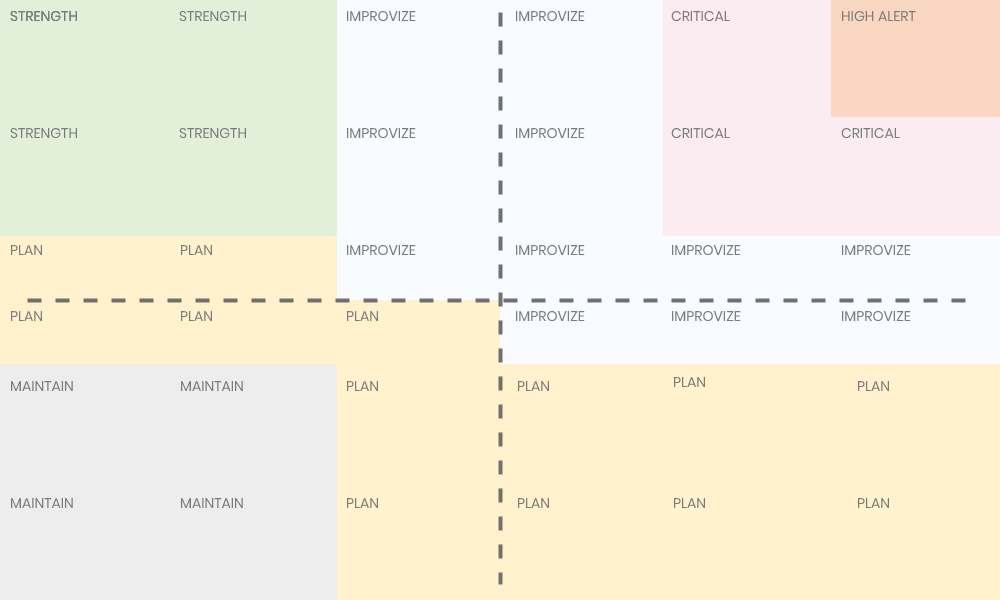 STRENGTH STRENGTH IMPROVIZE IMPROVIZE CRITICAL HIGH ALERT
STRENGTH STRENGTH IMPROVIZE IMPROVIZE CRITICAL CRITICAL
PLAN PLAN IMPROVIZE IMPROVIZE IMPROVIZE IMPROVIZE
PLAN PLAN PLAN IMPROVIZE IMPROVIZE IMPROVIZE
MAINTAIN MAINTAIN PLAN PLAN PLAN PLAN
MAINTAIN MAINTAIN PLAN PLAN PLAN PLAN